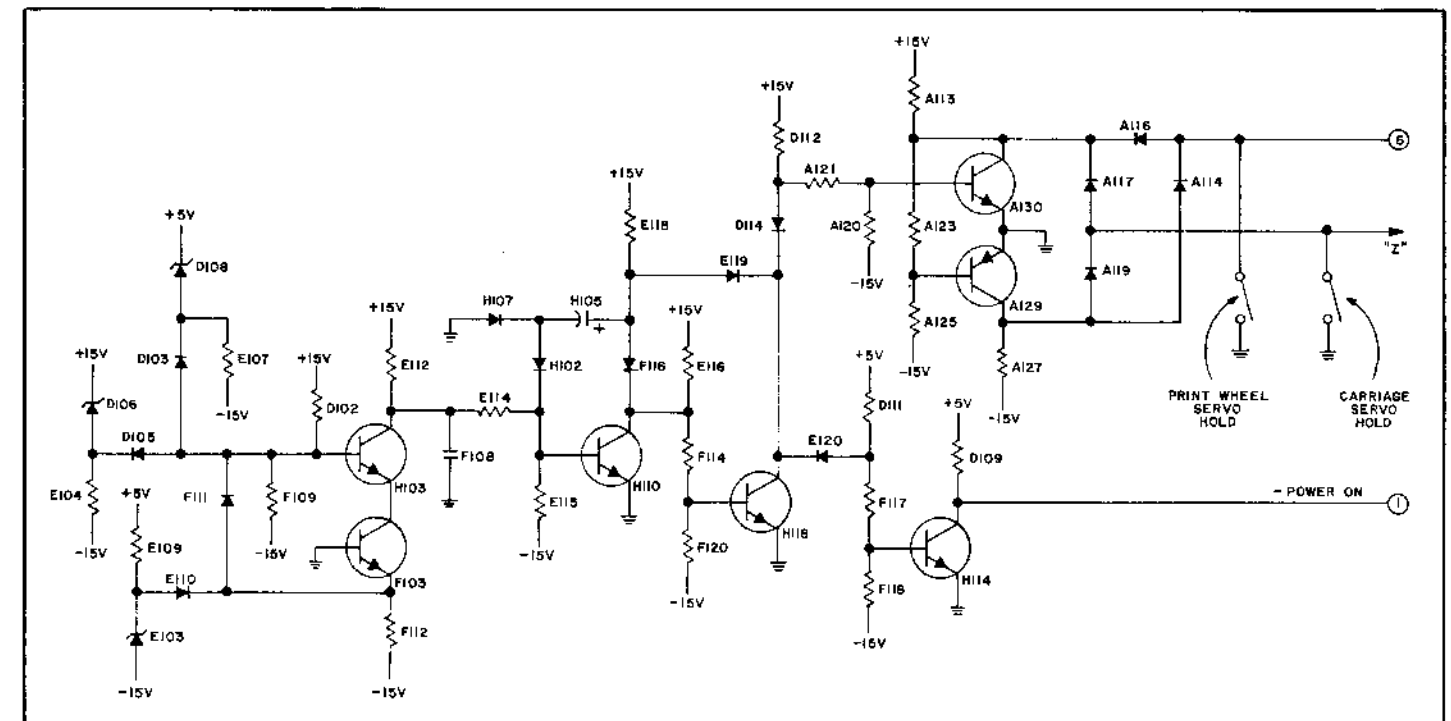 +15V
A113
+15V
D112
A116
6
A121
+15V
A117
A114
A130
E118
D114
A120
A123
+5V
"Z"
D108
E119
A119
-15V
A129
+15V
H107
H105
+
+15V
A125
+15V
+15V
D103
E107
E112
H102
F116
E116
+5V
-15V
A127
D106
-15V
D102
E114
D111
-15V
PRINT WHEEL
SERVO
HOLD
CARRIAGE
SERVO
HOLD
+5V
D105
E120
F108
F114
D109
E104
+5V
F111
F109
H103
E115
H110
F117
- POWER ON
1
-15V
E109
-15V
F120
H118
-15V
E110
F103
F118
H114
-15V
E103
F112
-15V
-15V
-15V